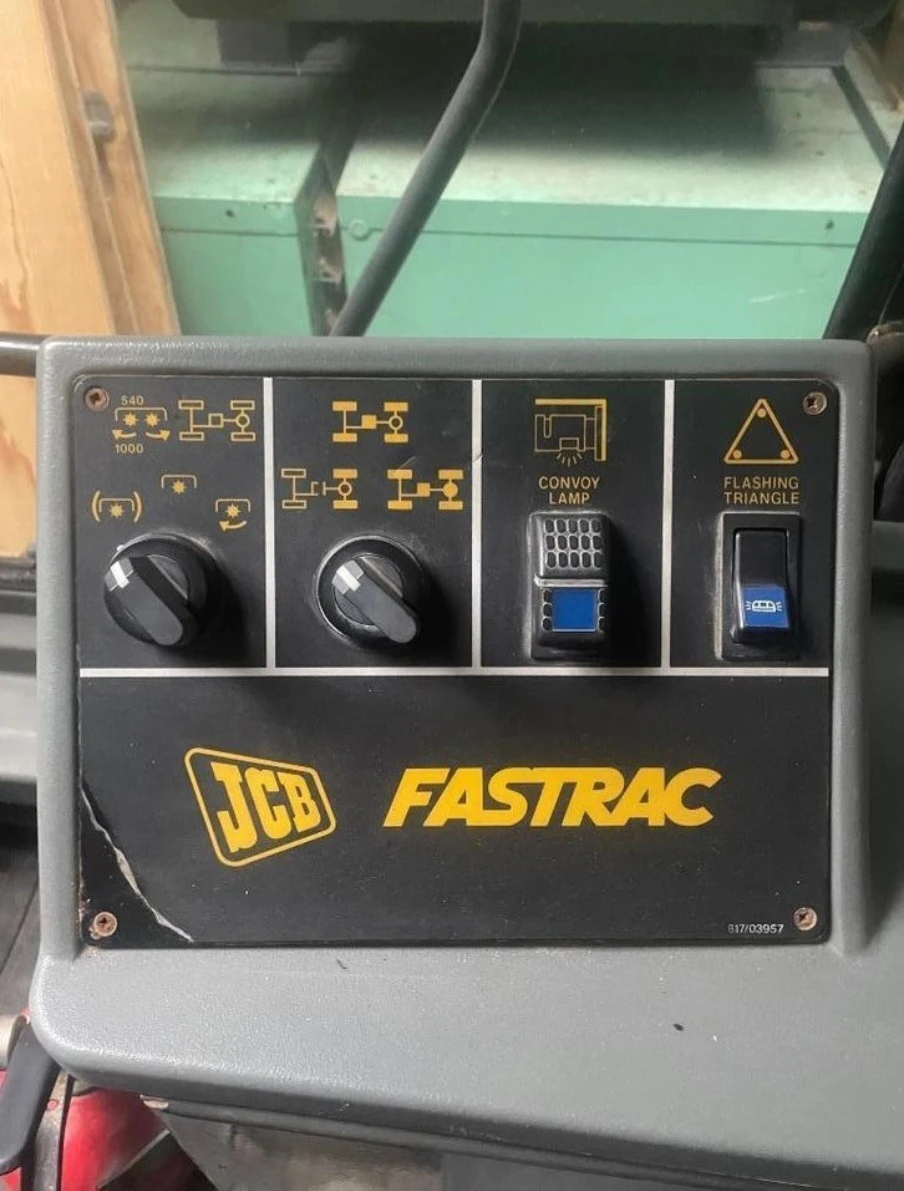 540
1000
CONVOY
LAMP
FLASHING
TRIANGLE
JCB
FASTRAC
817/03957